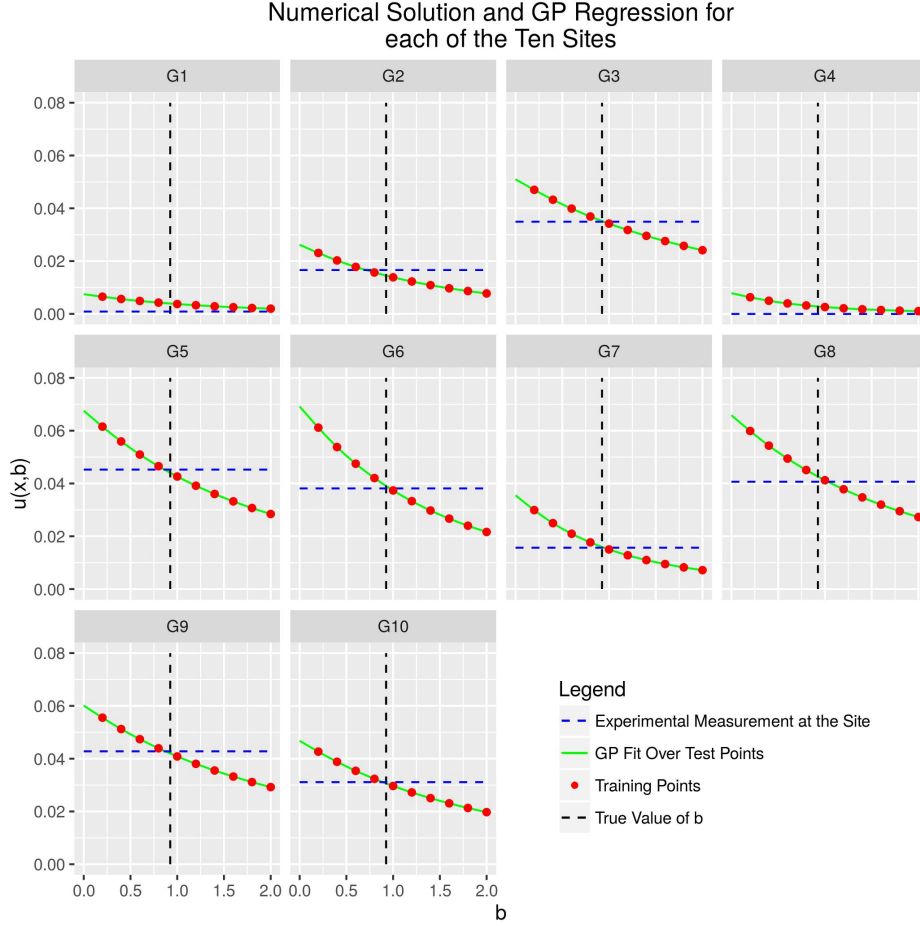 Numerical Solution and GP Regression for
each of the Ten Sites
G1 G2 G3 G4
0.08
0.06
0.04
0.02
0.00
G5 G6 G7 G8
0.08
0.06
0.04
0.02
0.00
u(x,b)
G9 G10
0.08
0.06
0.04
0.02
0.00
0.0 0.5 1.0 1.5 2.0 0.0 0.5 1.0 1.5 2.0
b
Legend
Experimental Measurement at the Site
GP Fit Over Test Points
Training Points
True Value of b